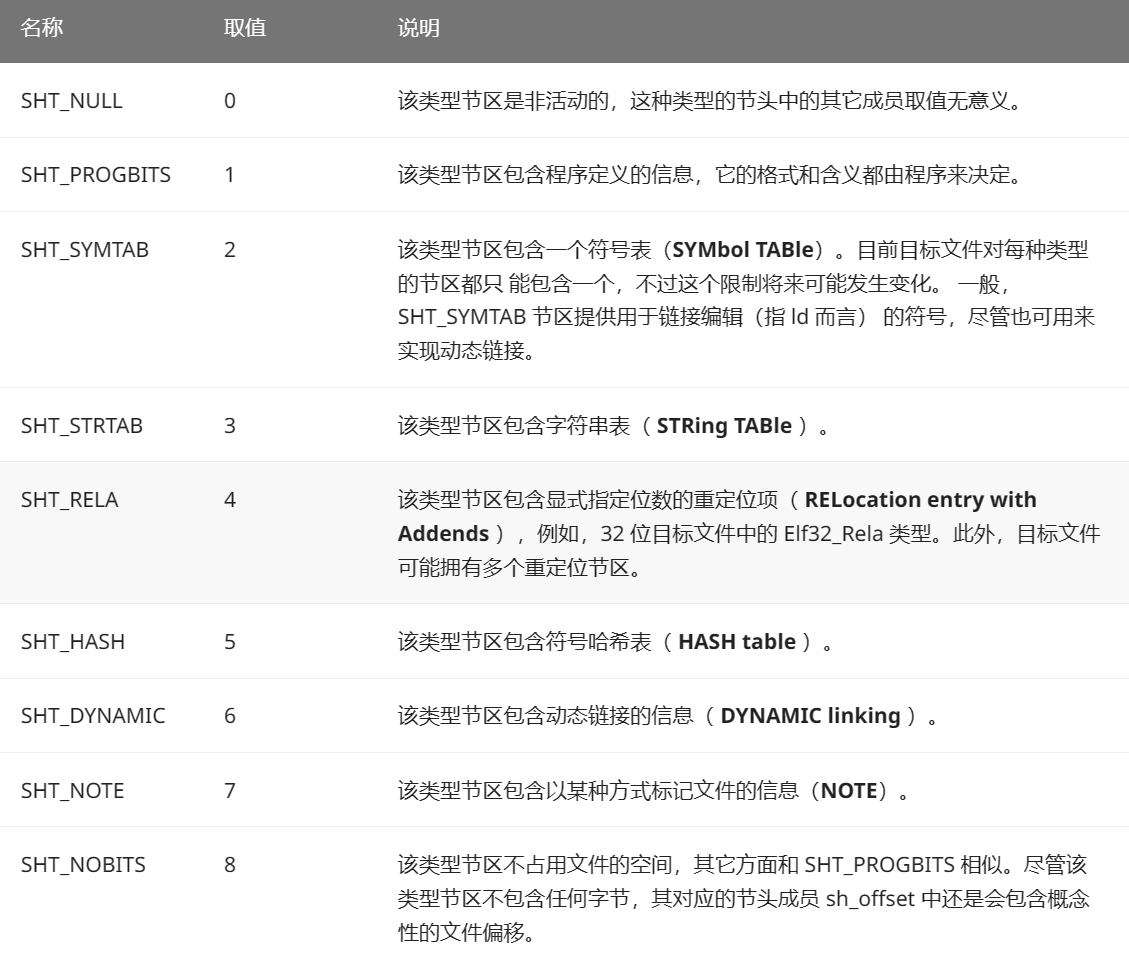 名称 取值 说明
SHT_NULL 0 该类型节区是非活动的，这种类型的节头中的其它成员取值无意义。
SHT_PROGBITS 1 该类型节区包含程序定义的信息，它的格式和含义都由程序来决定。
SHT_SYMTAB 2 该类型节区包含一个符号表（SYMbol TABle）。目前目标文件对每种类型
的节区都只 能包含一个，不过这个限制将来可能发生变化。 一般，
SHT_SYMTAB 节区提供用于链接编辑（指 ld 而言） 的符号，尽管也可用来
实现动态链接。
SHT_STRTAB 3 该类型节区包含字符串表（ STRing TABle ）。
SHT_RELA 4 该类型节区包含显式指定位数的重定位项（ RELocation entry with
Addends ），例如，32 位目标文件中的 Elf32_Rela 类型。此外，目标文件
可能拥有多个重定位节区。
SHT_HASH 5 该类型节区包含符号哈希表（ HASH table ）。
SHT_DYNAMIC 6 该类型节区包含动态链接的信息（ DYNAMIC linking ）。
SHT_NOTE 7 该类型节区包含以某种方式标记文件的信息（NOTE）。
SHT_NOBITS 8 该类型节区不占用文件的空间，其它方面和 SHT_PROGBITS 相似。尽管该
类型节区不包含任何字节，其对应的节头成员 sh_offset 中还是会包含概念
性的文件偏移。